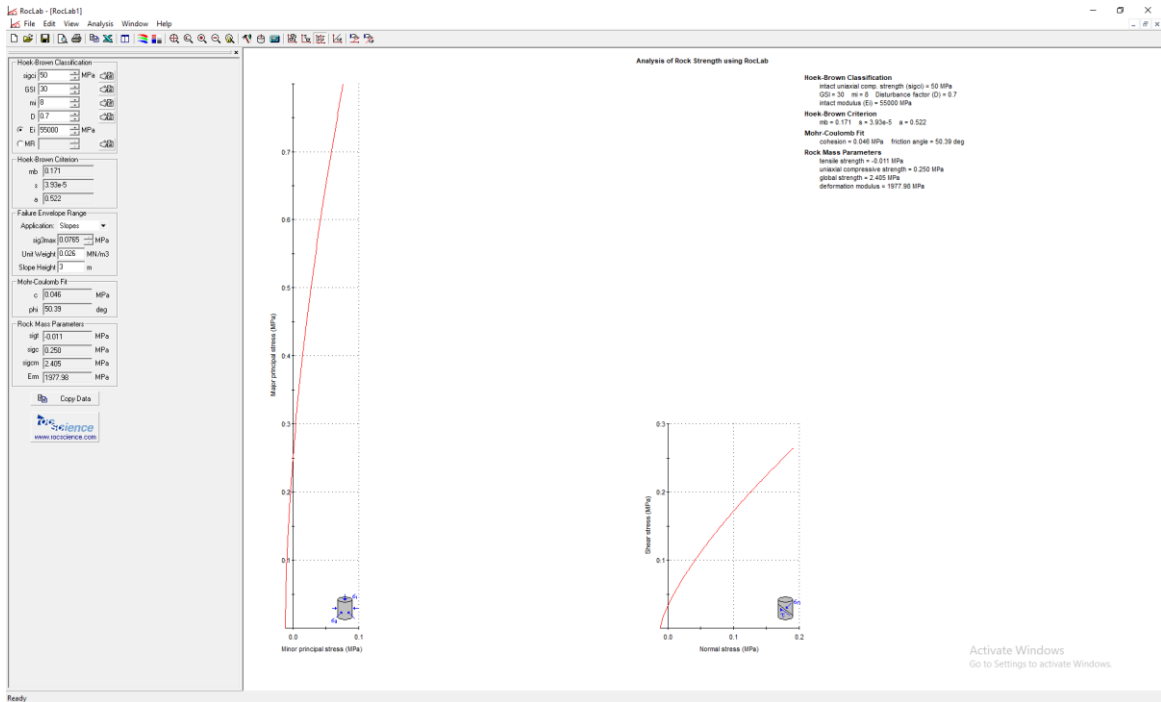 RocLab - [RocLab1]
File Edit View Analysis Window Help
Hoek-Brown Classification
sigci 50 MPa
GSI 30
mi 8
D 0.7
Ei 55000 MPa
MR
Hoek-Brown Criterion
mb 0.171
s 3.93e-5
a 0.522
Failure Envelope Range
Application: Slopes
sig3max 0.0765 MPa
Unit Weight 0.026 MN/m3
Slope Height 3 m
Mohr-Coulomb Fit
c 0.046 MPa
phi 50.39 deg
Rock Mass Parameters
sigt -0.011 MPa
sigc 0.250 MPa
sigcm 2.405 MPa
Erm 1977.98 MPa
Copy Data
rocscience
www.rocscience.com
Analysis of Rock Strength using RocLab
Hoek-Brown Classification
intact uniaxial comp. strength (sigci) = 50 MPa
GSI = 30 mi = 8 Disturbance factor (D) = 0.7
intact modulus (Ei) = 55000 MPa
Hoek-Brown Criterion
mb = 0.171 s = 3.93e-5 a = 0.522
Mohr-Coulomb Fit
cohesion = 0.046 MPa friction angle = 50.39 deg
Rock Mass Parameters
tensile strength = -0.011 MPa
uniaxial compressive strength = 0.250 MPa
global strength = 2.405 MPa
deformation modulus = 1977.98 MPa
Major principal stress (MPa)
0.7
0.6
0.5
0.4
0.3
0.2
0.1
0.0 0.1
Minor principal stress (MPa)
Shear stress (MPa)
0.3
0.2
0.1
0.0 0.1 0.2
Normal stress (MPa)
Activate Windows
Go to Settings to activate Windows.
Ready